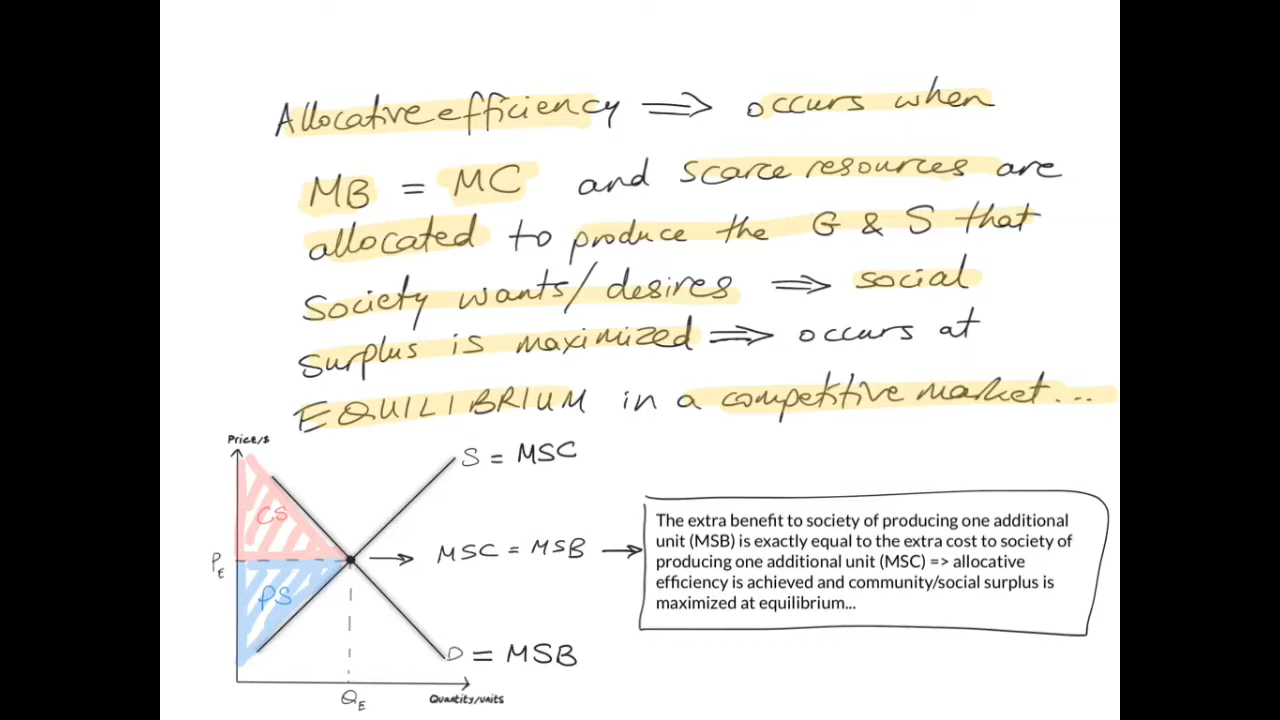 Allocative efficiency ⇒ occurs when
MB = MC and scarce resources are
allocated to produce the G & S that
society wants/desires ⇒ social
surplus is maximized ⇒ occurs at
EQUILIBRIUM in a competitive market...
Price/$
S = MSC
CS
The extra benefit to society of producing one additional
unit (MSB) is exactly equal to the extra cost to society of
producing one additional unit (MSC) => allocative
efficiency is achieved and community/social surplus is
maximized at equilibrium...
PE → MSC = MSB →
PS
D = MSB
QE
Quantity/units